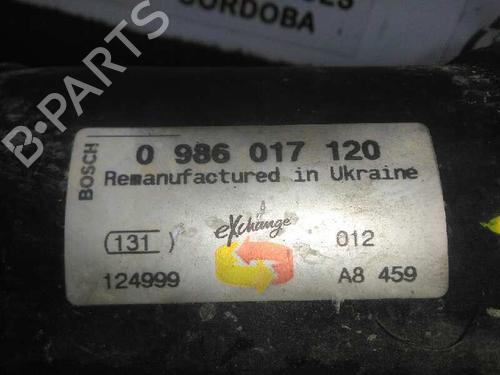 CORDOBA
B-PARTS
BOSCH
0 986 017 120
Remanufactured in Ukraine
(131) eXchange 012
124999 A8 459